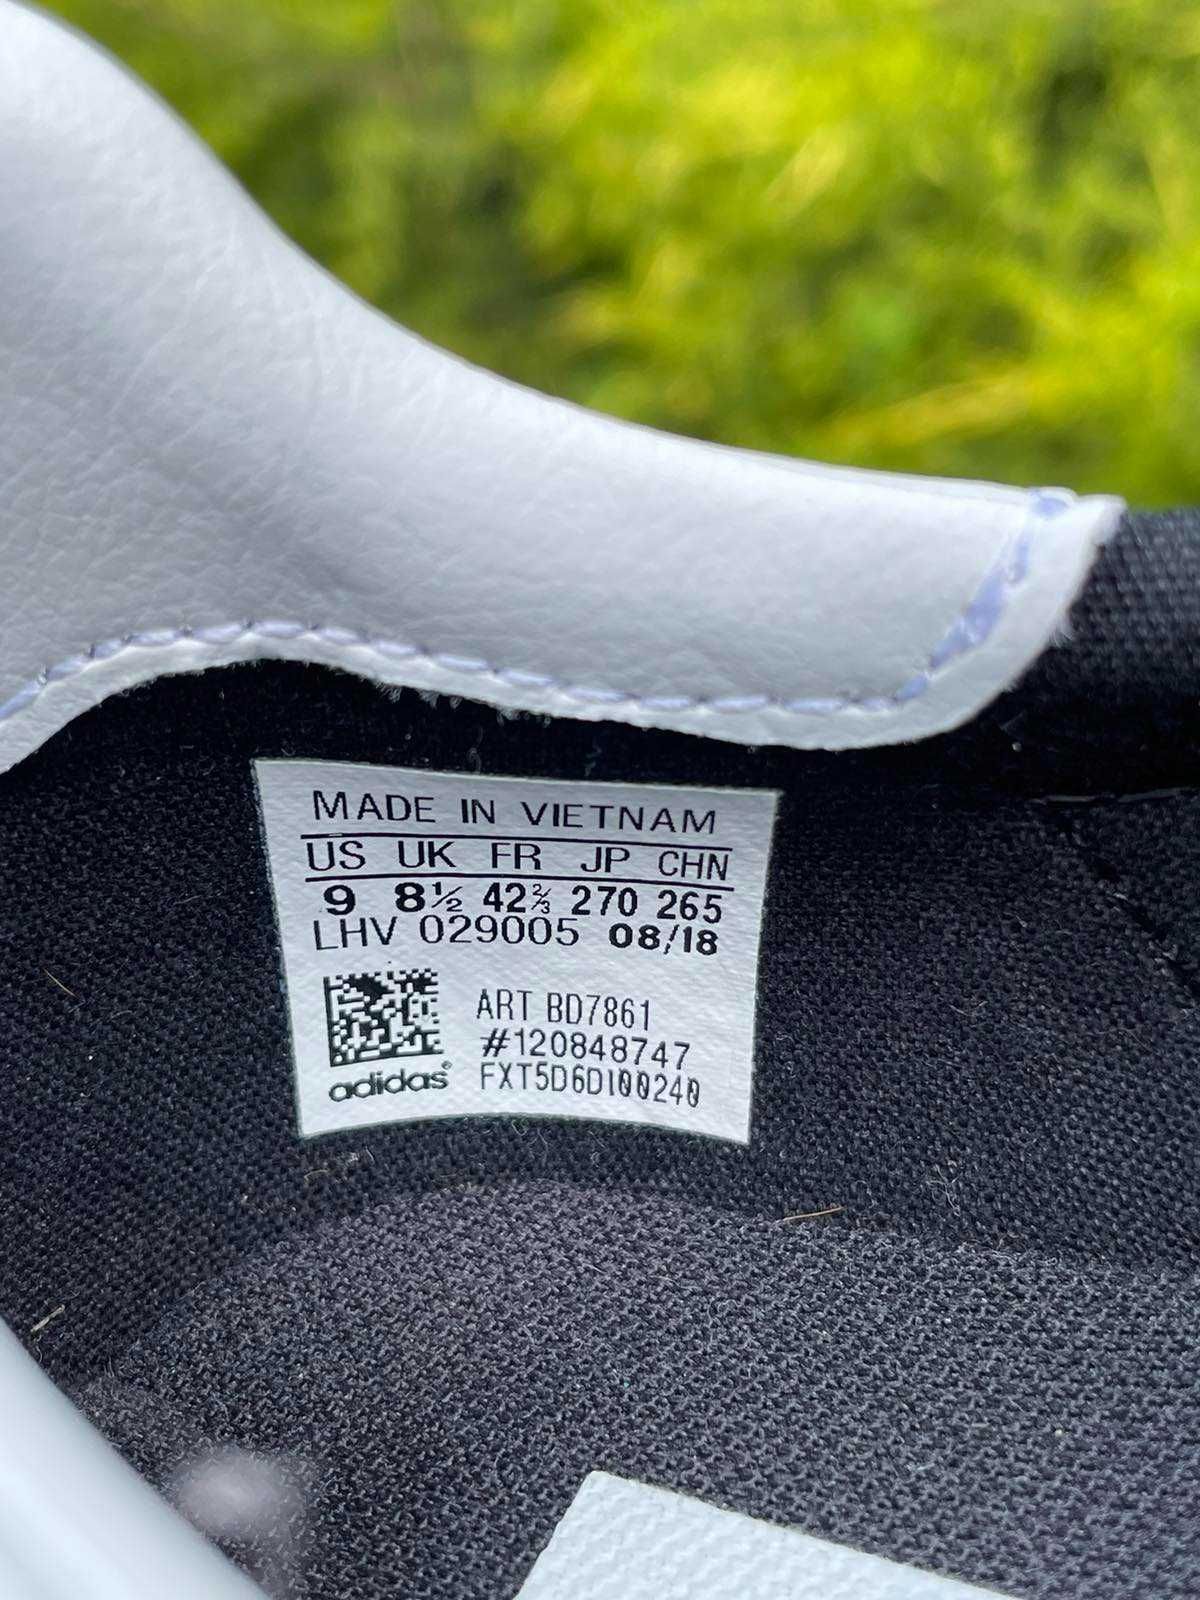 MADE IN VIETNAM
US UK FR JP CHN
9 8½ 42⅔ 270 265
LHV 029005 08/18
ART BD7861
#120848747
FXT5D6D100240
adidas